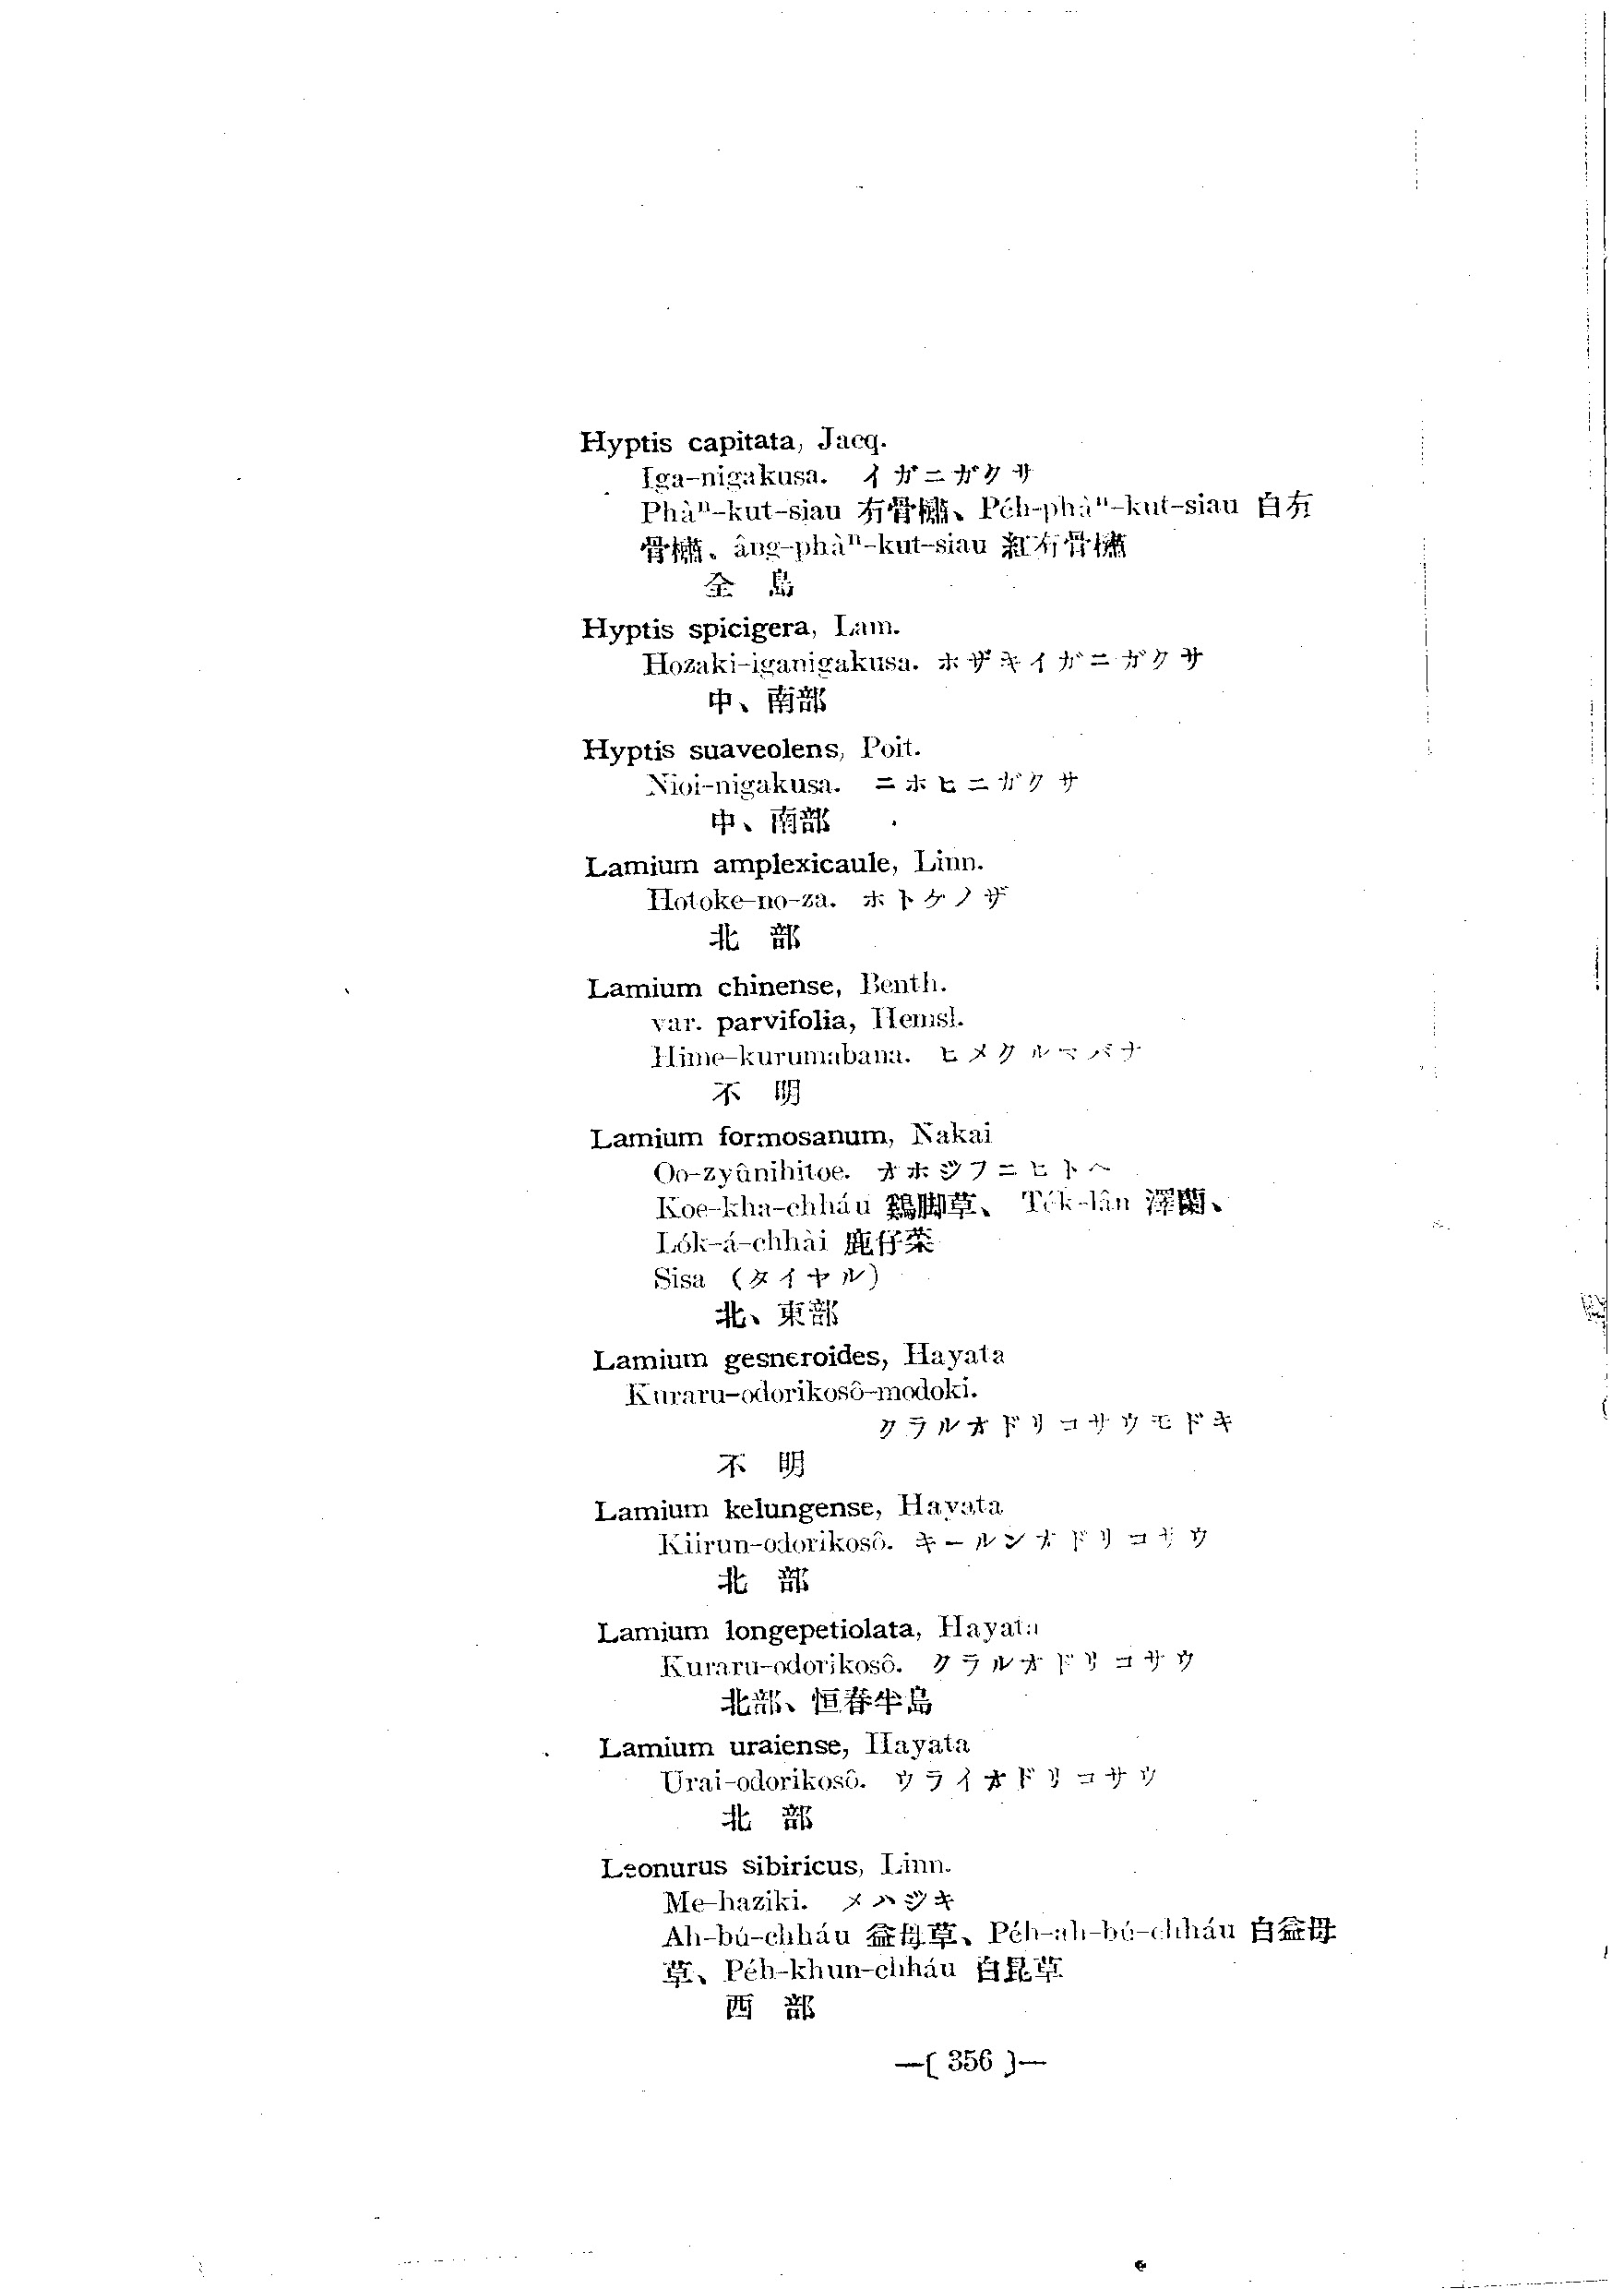 Hyptis capitata, Jacq.
Iga-nigakusa. イガニガクサ
Phàⁿ-kut-siau 冇骨𣛮、Pe̍h-phàⁿ-kut-siau 白冇
骨𣛮。âng-phàⁿ-kut-siau 紅冇骨𣛮
全 島
Hyptis spicigera, Lam.
Hozaki-iganigakusa. ホザキイガニガクサ
中、南部
Hyptis suaveolens, Poit.
Nioi-nigakusa. ニホヒニガクサ
中、南部
Lamium amplexicaule, Linn.
Hotoke-no-za. ホトケノザ
北 部
Lamium chinense, Benth.
var. parvifolia, Hemsl.
Hime-kurumabana. ヒメクルマバナ
不 明
Lamium formosanum, Nakai
Oo-zyûnihitoe. オホジフニヒトヘ
Koe-kha-chháu 鷄脚草、 Te̍k-lân 澤蘭、
Lo̍k-á-chhài 鹿仔菜
Sisa (タイヤル)
北、東部
Lamium gesneroides, Hayata
Kuraru-odorikosô-modoki.
クラルオドリコサウモドキ
不 明
Lamium kelungense, Hayata
Kiirun-odorikosô. キールンオドリコサウ
北 部
Lamium longepetiolata, Hayata
Kuraru-odorikosô. クラルオドリコサウ
北部、恒春半島
Lamium uraiense, Hayata
Urai-odorikosô. ウライオドリコサウ
北 部
Leonurus sibiricus, Linn.
Me-haziki. メハジキ
Ah-bú-chháu 益母草、Pe̍h-ah-bú-chháu 白益母
草、Pe̍h-khun-chháu 白昆草
西 部
—( 356 )—